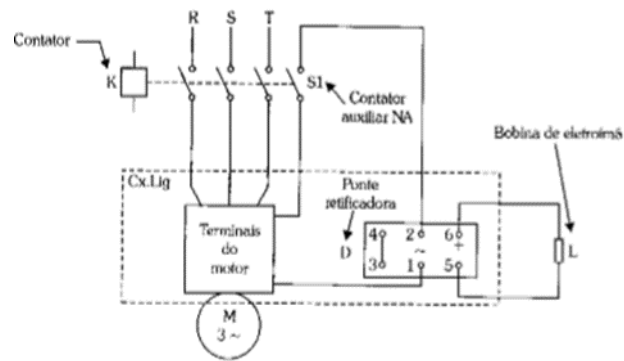 R S T
Contator
K
S1
Contator
auxiliar NA
Bobina de eletroímã
Cx.Lig
Ponte
retificadora
Terminais
do
motor
D
4 2 6
~ +
3 1 5
L
M
3 ~